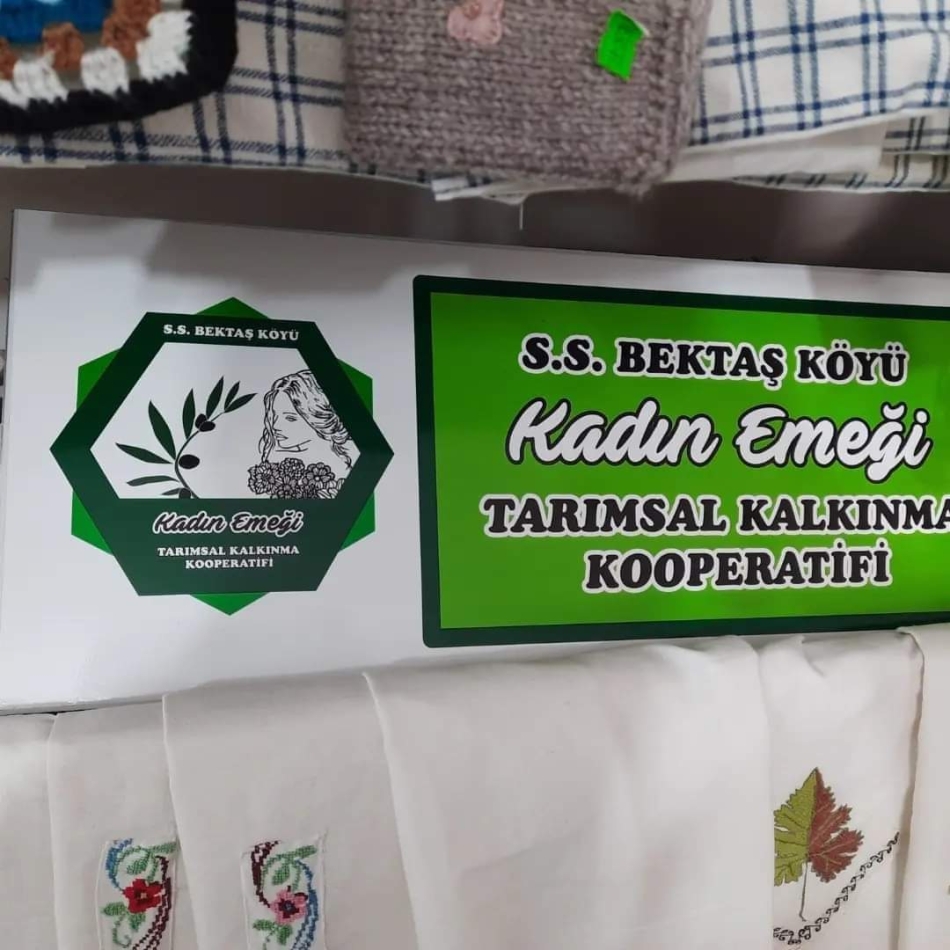 S.S. BEKTAŞ KÖYÜ
Kadın Emeği
TARIMSAL KALKINMA
KOOPERATİFİ
S.S. BEKTAŞ KÖYÜ
Kadın Emeği
TARIMSAL KALKINMA
KOOPERATİFİ